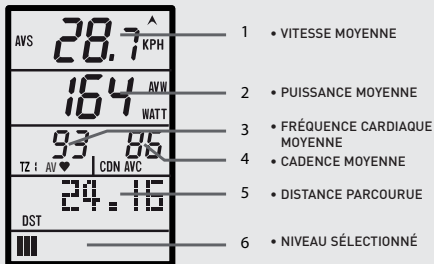 AVS 28.7 KPH
164 AVW WATT
93 86
TZ 1 AV CDN AVC
24.16
DST
1 • VITESSE MOYENNE
2 • PUISSANCE MOYENNE
3 • FRÉQUENCE CARDIAQUE
MOYENNE
4 • CADENCE MOYENNE
5 • DISTANCE PARCOURUE
6 • NIVEAU SÉLECTIONNÉ